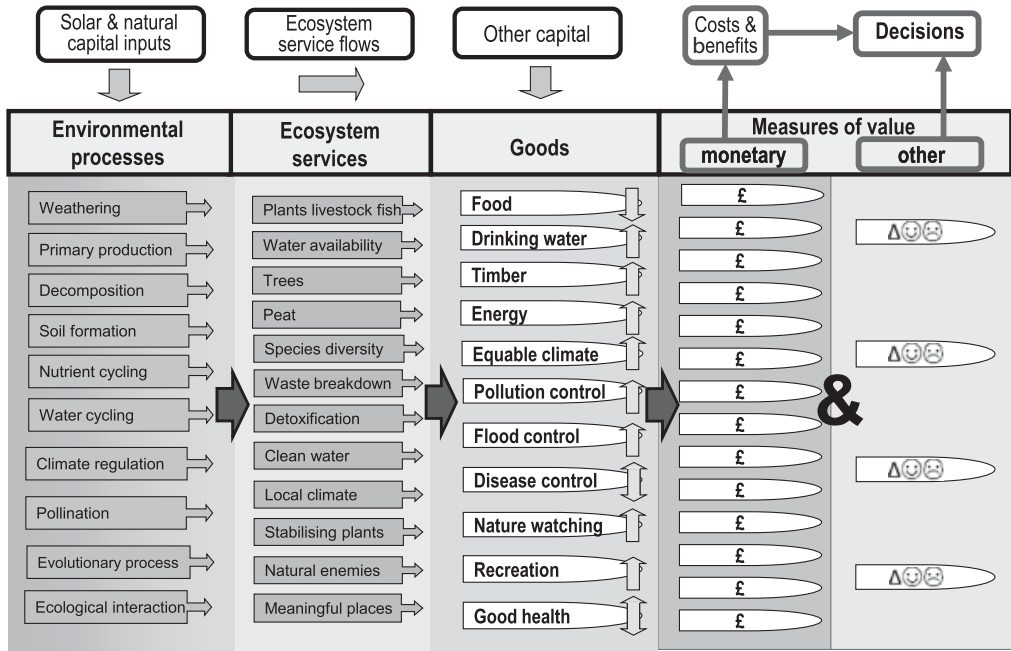 Solar & natural
capital inputs
Ecosystem
service flows
Other capital
Costs &
benefits
Decisions
Environmental
processes
Ecosystem
services
Goods
Measures of value
monetary
other
Weathering
Primary production
Decomposition
Soil formation
Nutrient cycling
Water cycling
Climate regulation
Pollination
Evolutionary process
Ecological interaction
Plants livestock fish
Water availability
Trees
Peat
Species diversity
Waste breakdown
Detoxification
Clean water
Local climate
Stabilising plants
Natural enemies
Meaningful places
Food
Drinking water
Timber
Energy
Equable climate
Pollution control
Flood control
Disease control
Nature watching
Recreation
Good health
£
£
£
£
£
£
£
£
£
£
£
£
£
£
&
Δ☺☹
Δ☺☹
Δ☺☹
Δ☺☹